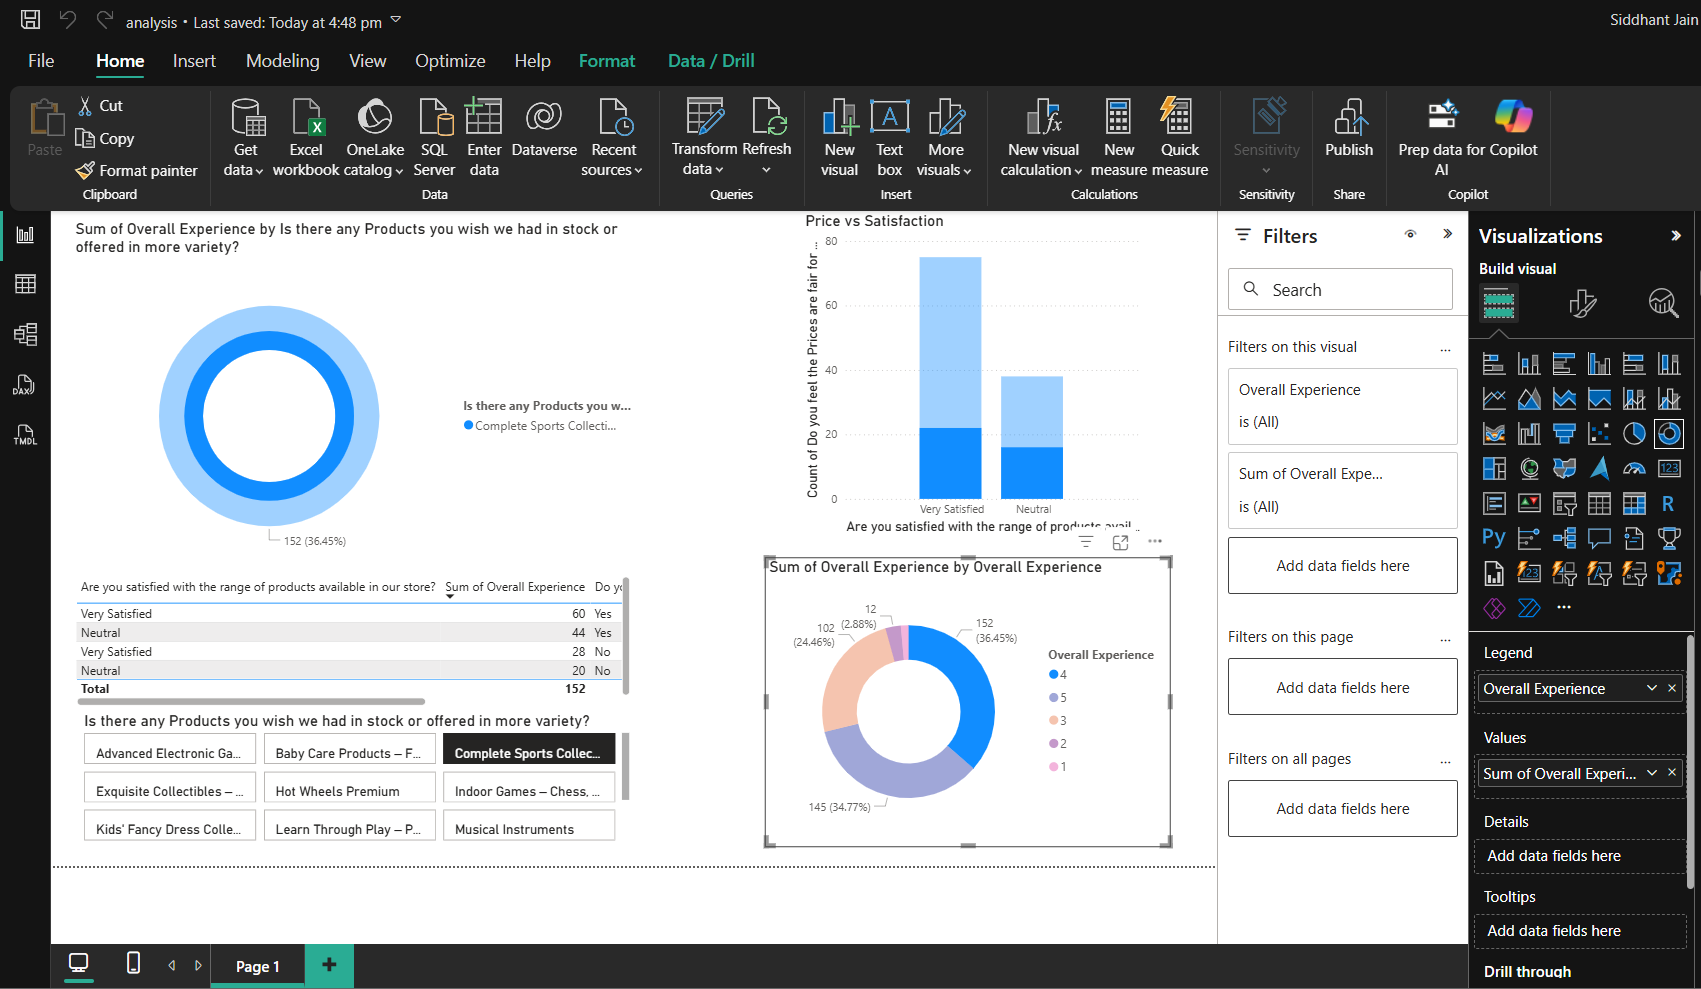 analysis • Last saved: Today at 4:48 pm
Siddhant Jain
File Home Insert Modeling View Optimize Help Format Data / Drill
Paste
Cut
Copy
Format painter
Clipboard
Get data
Excel workbook
OneLake catalog
SQL Server
Enter data
Dataverse
Recent sources
Data
Transform data
Refresh
Queries
New visual
Text box
More visuals
Insert
New visual calculation
New measure
Quick measure
Calculations
Sensitivity
Sensitivity
Publish
Share
Prep data for AI
Copilot
Copilot
DAX
TMDL
Sum of Overall Experience by Is there any Products you wish we had in stock or
offered in more variety?
Is there any Products you w...
Complete Sports Collecti...
152 (36.45%)
Price vs Satisfaction
Count of Do you feel the Prices are fair for ...
80
60
40
20
0
Very Satisfied Neutral
Are you satisfied with the range of products avail...
Are you satisfied with the range of products available in our store? Sum of Overall Experience Do yo
Very Satisfied 60 Yes
Neutral 44 Yes
Very Satisfied 28 No
Neutral 20 No
Total 152
Is there any Products you wish we had in stock or offered in more variety?
Advanced Electronic Ga...
Baby Care Products – F...
Complete Sports Collec...
Exquisite Collectibles – ...
Hot Wheels Premium
Indoor Games – Chess, ...
Kids' Fancy Dress Colle...
Learn Through Play – P...
Musical Instruments
Sum of Overall Experience by Overall Experience
12
(2.88%)
102
(24.46%)
152
(36.45%)
145 (34.77%)
Overall Experience
4
5
3
2
1
Filters
Search
Filters on this visual ...
Overall Experience
is (All)
Sum of Overall Expe...
is (All)
Add data fields here
Filters on this page ...
Add data fields here
Filters on all pages ...
Add data fields here
Visualizations
Build visual
123
R
Py
123
...
Legend
Overall Experience
Values
Sum of Overall Experi...
Details
Add data fields here
Tooltips
Add data fields here
Drill through
Page 1